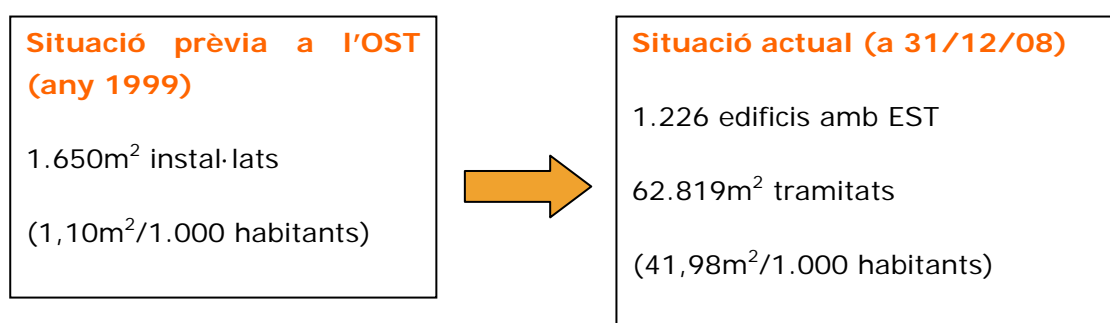 Situació prèvia a l'OST
(any 1999)
1.650m² instal·lats
(1,10m²/1.000 habitants)
Situació actual (a 31/12/08)
1.226 edificis amb EST
62.819m² tramitats
(41,98m²/1.000 habitants)